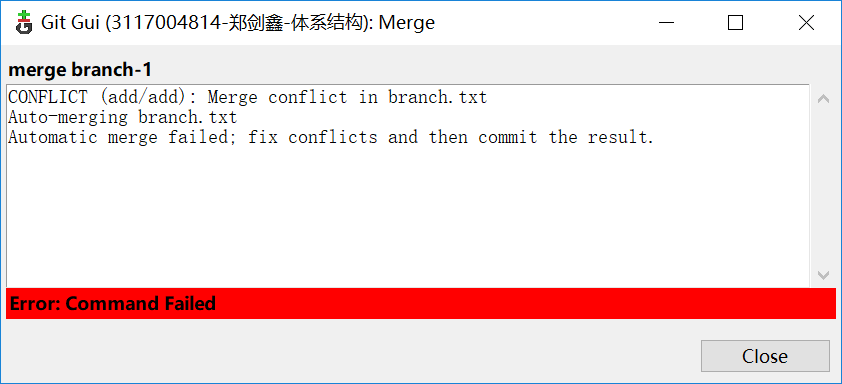 Git Gui (3117004814-郑剑鑫-体系结构): Merge
merge branch-1
CONFLICT (add/add): Merge conflict in branch.txt
Auto-merging branch.txt
Automatic merge failed; fix conflicts and then commit the result.
Error: Command Failed
Close